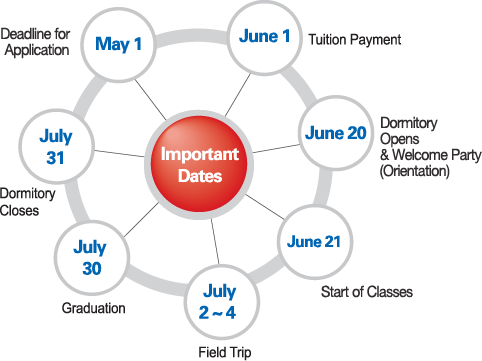 Important
Dates
May 1
Deadline for
Application
June 1
Tuition Payment
June 20
Dormitory
Opens
& Welcome Party
(Orientation)
June 21
Start of Classes
July
2 ~ 4
Field Trip
July
30
Graduation
July
31
Dormitory
Closes